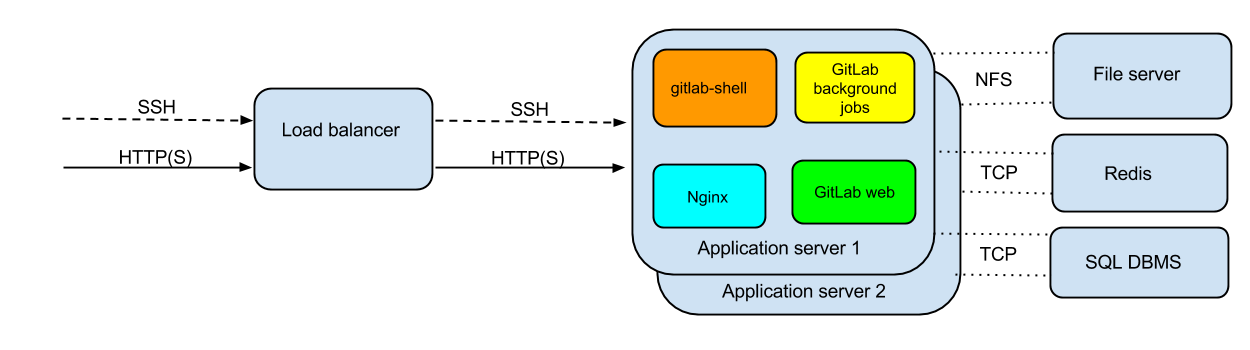 SSH
HTTP(S)
Load balancer
SSH
HTTP(S)
gitlab-shell
GitLab
background
jobs
Nginx
GitLab web
Application server 1
Application server 2
NFS
TCP
TCP
File server
Redis
SQL DBMS